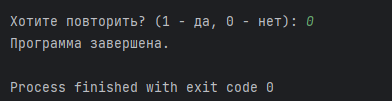 Хотите повторить? (1 - да, 0 - нет): 0
Программа завершена.
Process finished with exit code 0